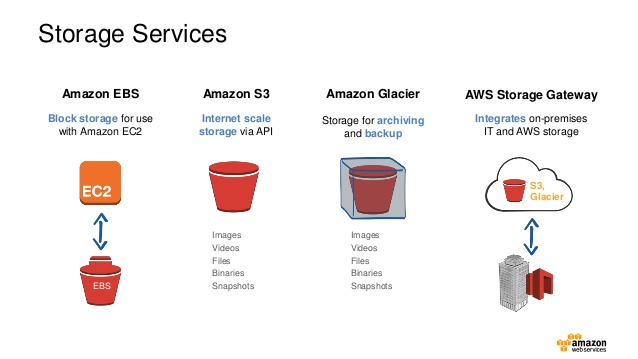 Storage Services
Amazon EBS
Block storage for use
with Amazon EC2
EC2
EBS
Amazon S3
Internet scale
storage via API
Images
Videos
Files
Binaries
Snapshots
Amazon Glacier
Storage for archiving
and backup
Images
Videos
Files
Binaries
Snapshots
AWS Storage Gateway
Integrates on-premises
IT and AWS storage
S3,
Glacier
amazon
web services